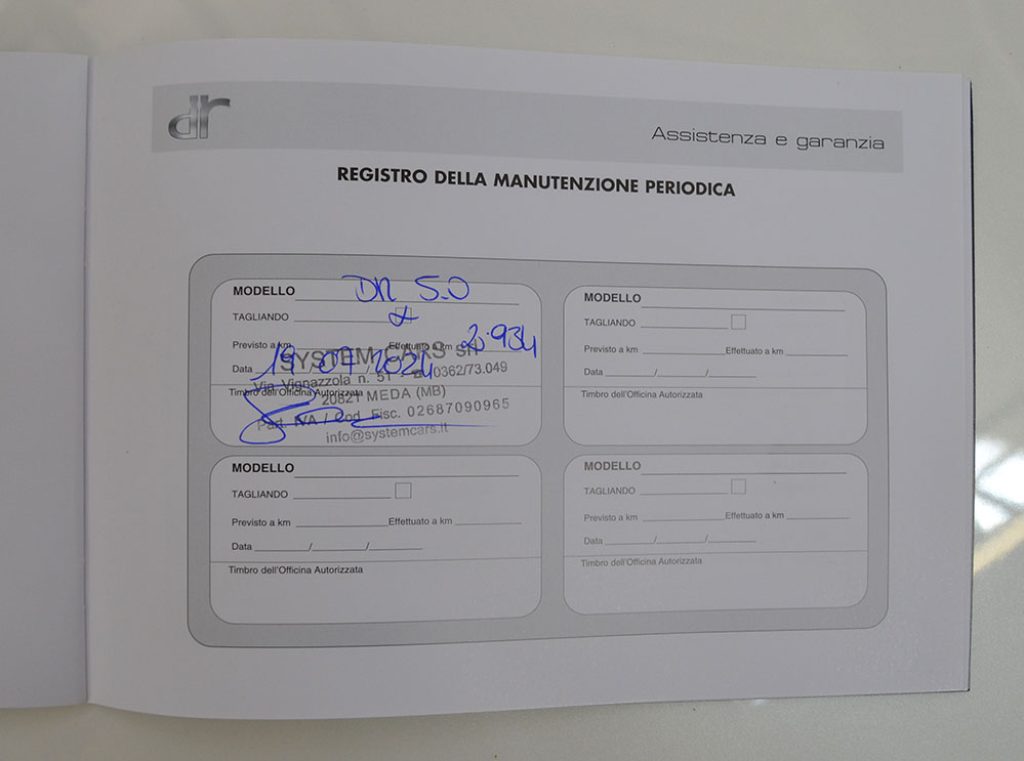 dr
Assistenza e garanzia
REGISTRO DELLA MANUTENZIONE PERIODICA
MODELLO DR 5.0
TAGLIANDO
Previsto a km Effettuato a km 2.934
Data 19/07/2024
Timbro dell'Officina Autorizzata
SYSTEM CARS srl
Via Vignazzola n. 51 - ☎ 0362/73.049
20821 MEDA (MB)
Part. IVA / Cod. Fisc. 02687090965
info@systemcars.it
MODELLO
TAGLIANDO
Previsto a km Effettuato a km
Data / /
Timbro dell'Officina Autorizzata
MODELLO
TAGLIANDO
Previsto a km Effettuato a km
Data / /
Timbro dell'Officina Autorizzata
MODELLO
TAGLIANDO
Previsto a km Effettuato a km
Data / /
Timbro dell'Officina Autorizzata